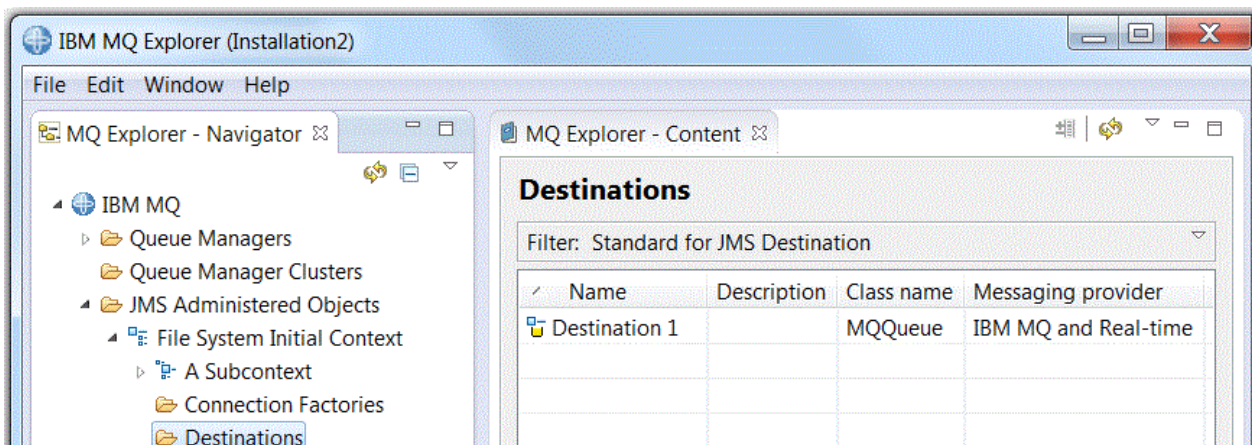 IBM MQ Explorer (Installation2)
File Edit Window Help
MQ Explorer - Navigator
IBM MQ
Queue Managers
Queue Manager Clusters
JMS Administered Objects
File System Initial Context
A Subcontext
Connection Factories
Destinations
MQ Explorer - Content
Destinations
Filter: Standard for JMS Destination
Name Description Class name Messaging provider
Destination 1 MQQueue IBM MQ and Real-time